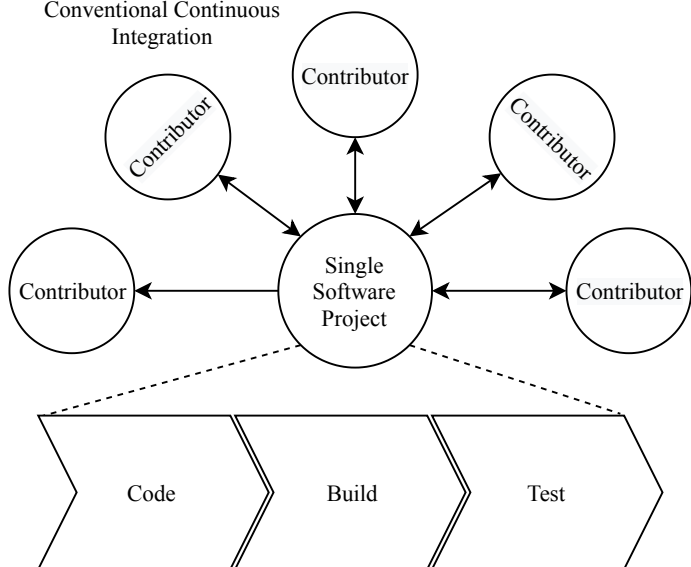 Conventional Continuous
Integration
Contributor
Contributor
Contributor
Contributor
Single
Software
Project
Contributor
Code
Build
Test